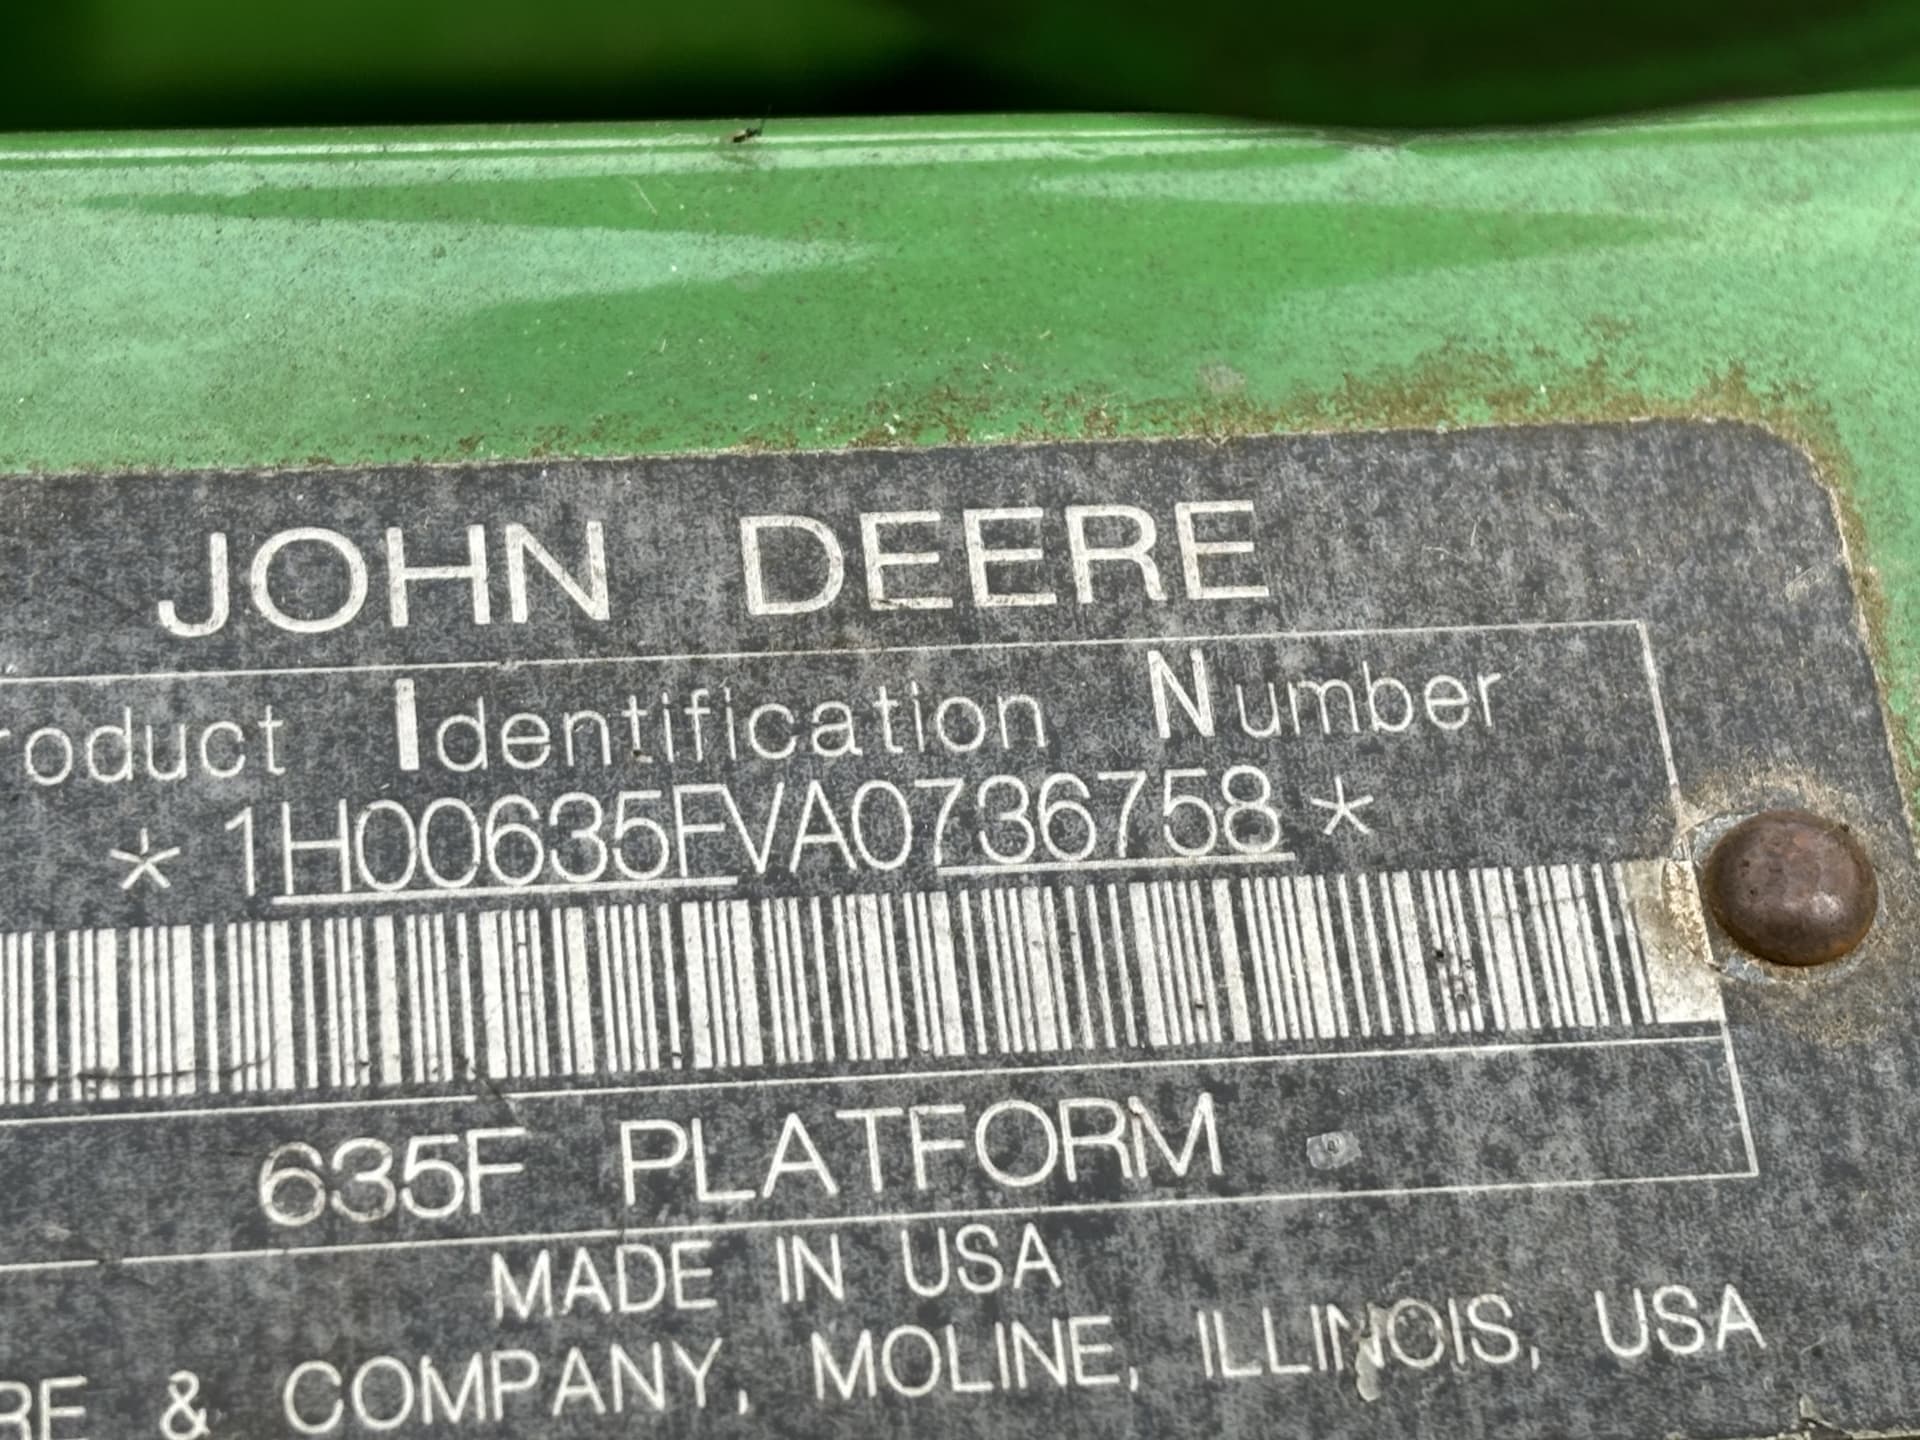 JOHN DEERE
roduct Identification Number
*1H00635FVA0736758*
635F PLATFORM
MADE IN USA
RE & COMPANY, MOLINE, ILLINOIS, USA